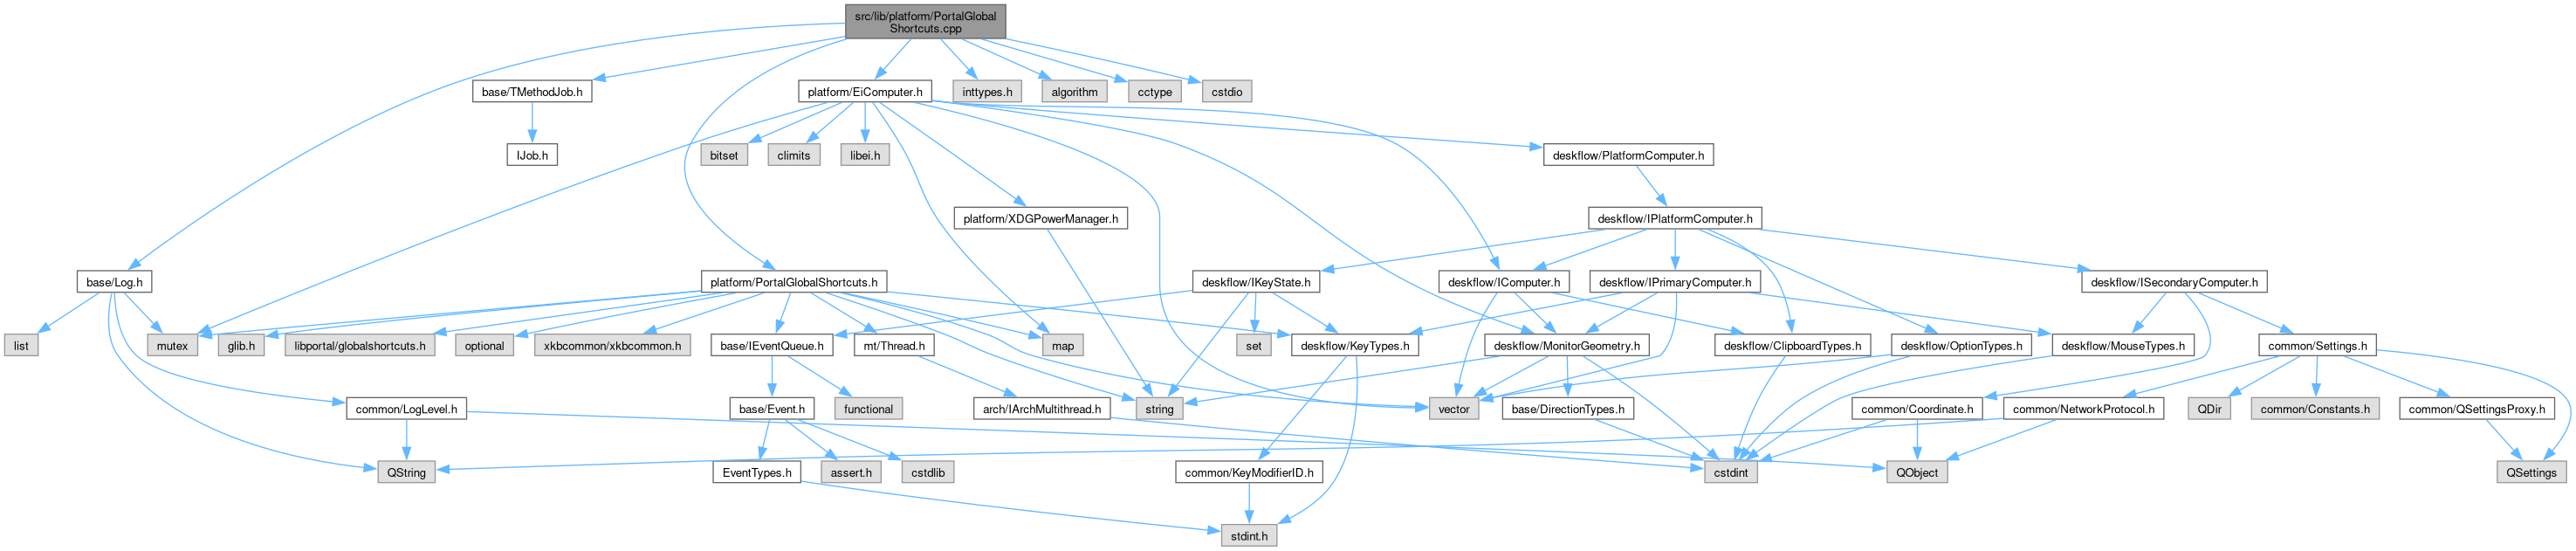 src/lib/platform/PortalGlobal
Shortcuts.cpp
base/TMethodJob.h
platform/EiComputer.h
inttypes.h
algorithm
cctype
cstdio
IJob.h
bitset
climits
libei.h
deskflow/PlatformComputer.h
platform/XDGPowerManager.h
deskflow/IPlatformComputer.h
base/Log.h
platform/PortalGlobalShortcuts.h
deskflow/IKeyState.h
deskflow/IComputer.h
deskflow/IPrimaryComputer.h
deskflow/ISecondaryComputer.h
list
mutex
glib.h
libportal/globalshortcuts.h
optional
xkbcommon/xkbcommon.h
base/IEventQueue.h
mt/Thread.h
map
set
deskflow/KeyTypes.h
deskflow/MonitorGeometry.h
deskflow/ClipboardTypes.h
deskflow/OptionTypes.h
deskflow/MouseTypes.h
common/Settings.h
common/LogLevel.h
base/Event.h
functional
arch/IArchMultithread.h
string
vector
base/DirectionTypes.h
common/Coordinate.h
common/NetworkProtocol.h
QDir
common/Constants.h
common/QSettingsProxy.h
QString
EventTypes.h
assert.h
cstdlib
common/KeyModifierID.h
cstdint
QObject
QSettings
stdint.h